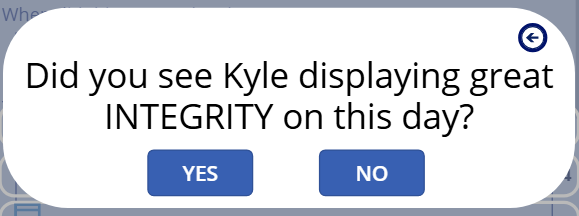 Did you see Kyle displaying great
INTEGRITY on this day?
YES
NO